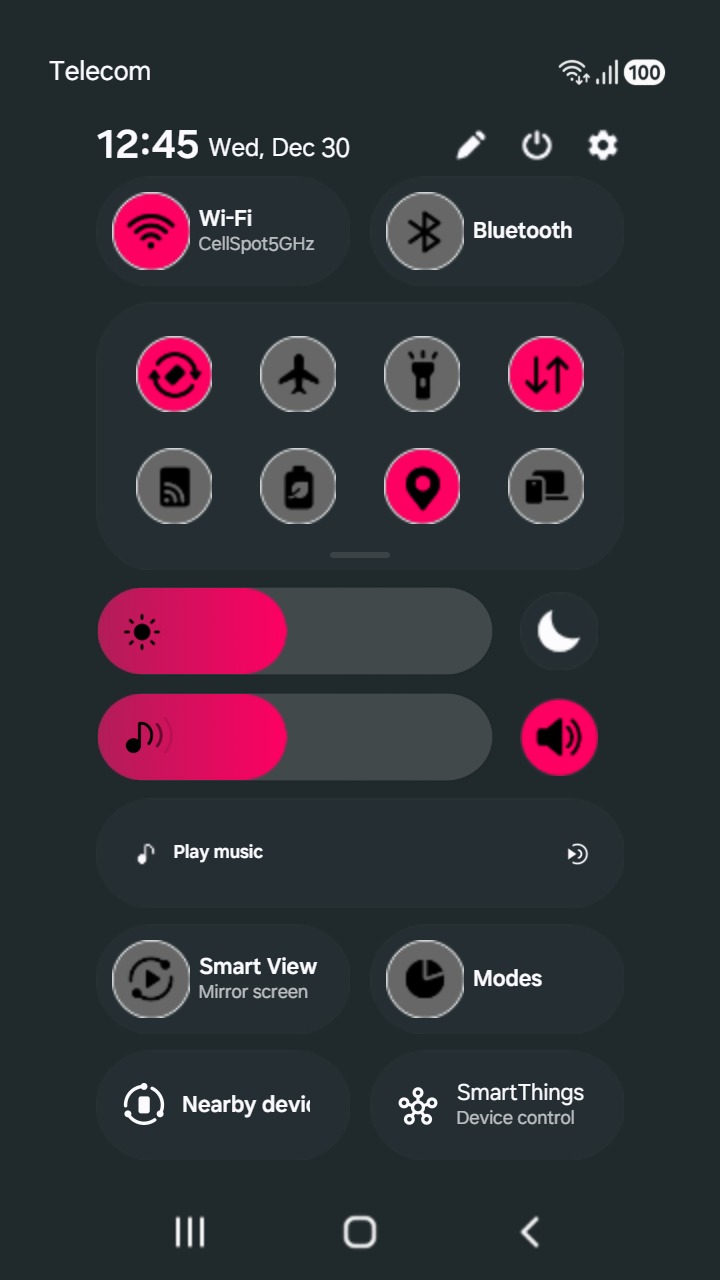 Telecom
100
12:45 Wed, Dec 30
Wi-Fi
CellSpot5GHz
Bluetooth
Play music
Smart View
Mirror screen
Modes
Nearby devic
SmartThings
Device control